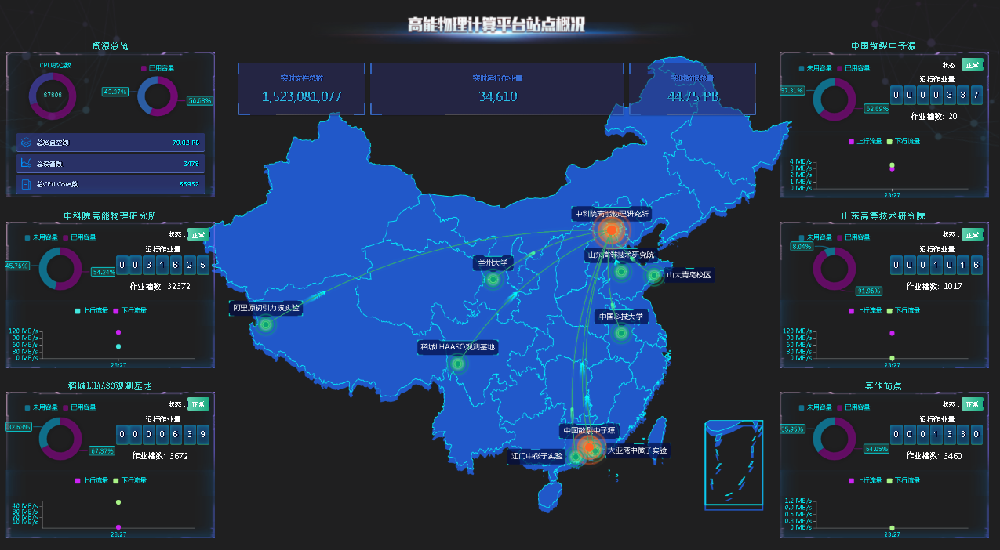 高能物理计算平台站点概况
资源总览
CPU核心数
87808
已用容量
43.37%
56.63%
总磁盘空间 79.02 PB
总设备数 3478
总CPU Core数 85952
实时文件总数
1,523,081,077
实时运行作业量
34,610
实时数据总量
44.75 PB
中国散裂中子源
未用容量 已用容量
状态: 正常
运行作业量
0 0 0 0 3 3 7
作业槽数: 20
62.69%
上行流量 下行流量
4 MB/s
3 MB/s
2 MB/s
1 MB/s
0 MB/s
23:27
中科院高能物理研究所
未用容量 已用容量
状态: 正常
运行作业量
0 0 3 1 6 2 5
作业槽数: 32372
45.76%
54.24%
上行流量 下行流量
120 MB/s
90 MB/s
60 MB/s
30 MB/s
0 MB/s
23:27
山东高等技术研究院
未用容量 已用容量
状态: 正常
运行作业量
0 0 0 1 0 1 6
作业槽数: 1017
8.04%
91.96%
上行流量 下行流量
120 MB/s
90 MB/s
60 MB/s
30 MB/s
0 MB/s
23:27
稻城LHAASO观测基地
未用容量 已用容量
状态: 正常
运行作业量
0 0 0 0 6 3 9
作业槽数: 3672
32.63%
67.37%
上行流量 下行流量
40 MB/s
30 MB/s
20 MB/s
10 MB/s
23:27
其他站点
未用容量 已用容量
状态: 正常
运行作业量
0 0 0 1 3 3 0
作业槽数: 3460
35.95%
64.05%
上行流量 下行流量
1.2 MB/s
0.9 MB/s
0.6 MB/s
0.3 MB/s
0 MB/s
23:27
中科院高能物理研究所
山东高等技术研究院
兰州大学
山大青岛校区
阿里原初引力波实验
中国科技大学
稻城LHAASO观测基地
中国散裂中子源
江门中微子实验
大亚湾中微子实验